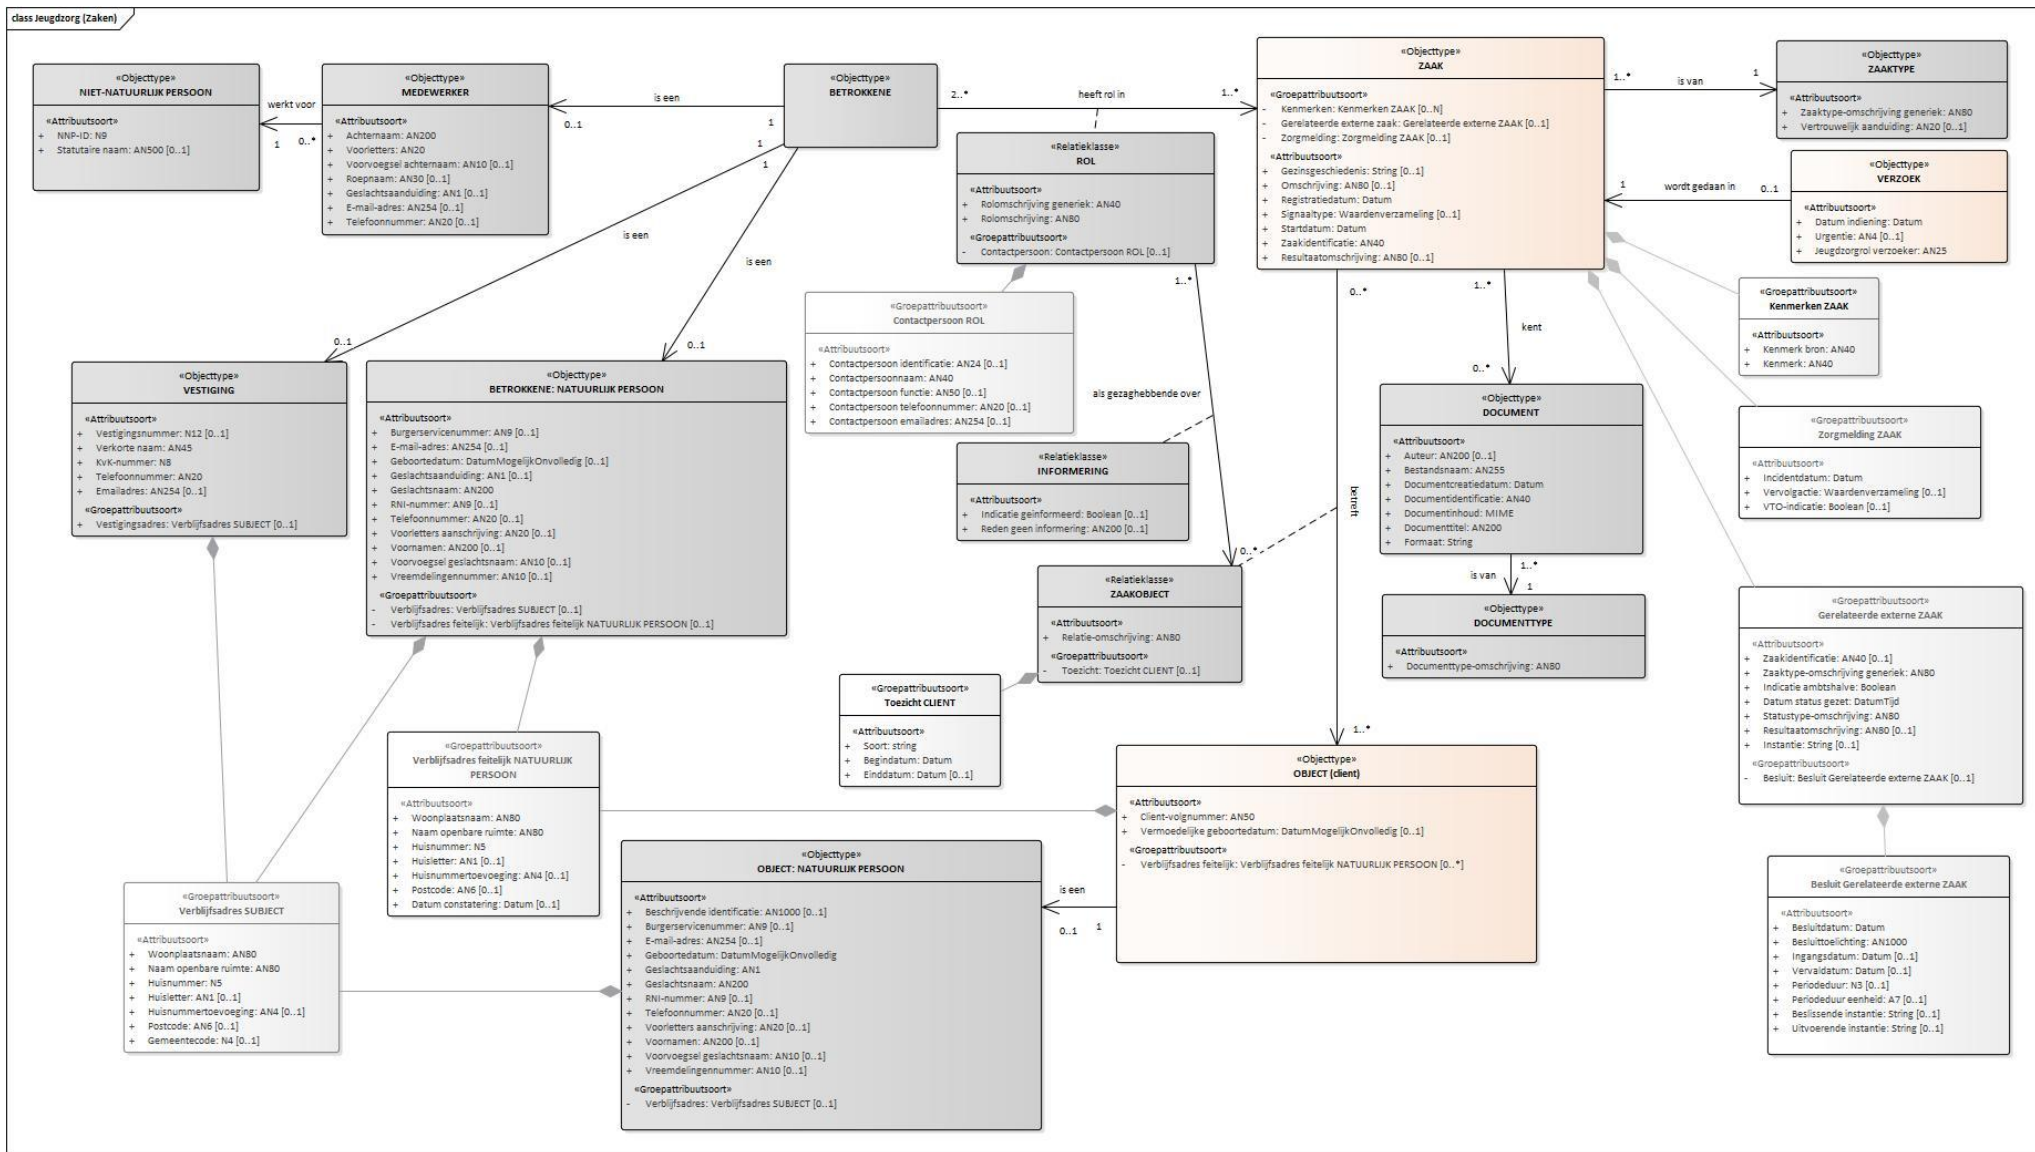 class Jeugdzorg (Zaken)
«Objecttype»
NIET-NATUURLIJK PERSOON
«Attribuutsoort»
+ NNP-ID: N9
+ Statutaire naam: AN500 [0..1]
werkt voor
1
0..*
«Objecttype»
MEDEWERKER
«Attribuutsoort»
+ Achternaam: AN200
+ Voorletters: AN20
+ Voorvoegsel achternaam: AN10 [0..1]
+ Roepnaam: AN30 [0..1]
+ Geslachtsaanduiding: AN1 [0..1]
+ E-mail-adres: AN254 [0..1]
+ Telefoonnummer: AN20 [0..1]
is een
0..1
1
«Objecttype»
BETROKKENE
1
1
is een
is een
0..1
0..1
2..*
heeft rol in
1..*
«Relatieklasse»
ROL
«Attribuutsoort»
+ Rolomschrijving generiek: AN40
+ Rolomschrijving: AN80
«Groepattribuutsoort»
- Contactpersoon: Contactpersoon ROL [0..1]
«Objecttype»
ZAAK
«Groepattribuutsoort»
- Kenmerken: Kenmerken ZAAK [0..N]
- Gerelateerde externe zaak: Gerelateerde externe ZAAK [0..1]
- Zorgmelding: Zorgmelding ZAAK [0..1]
«Attribuutsoort»
+ Gezinsgeschiedenis: String [0..1]
+ Omschrijving: AN80 [0..1]
+ Registratiedatum: Datum
+ Signaaltype: Waardenverzameling [0..1]
+ Startdatum: Datum
+ Zaakidentificatie: AN40
+ Resultaatomschrijving: AN80 [0..1]
1..*
is van
1
«Objecttype»
ZAAKTYPE
«Attribuutsoort»
+ Zaaktype-omschrijving generiek: AN80
+ Vertrouwelijk aanduiding: AN20 [0..1]
1
wordt gedaan in
0..1
«Objecttype»
VERZOEK
«Attribuutsoort»
+ Datum indiening: Datum
+ Urgentie: AN4 [0..1]
+ Jeugdzorgrol verzoeker: AN25
«Groepattribuutsoort»
Kenmerken ZAAK
«Attribuutsoort»
+ Kenmerk bron: AN40
+ Kenmerk: AN40
«Groepattribuutsoort»
Contactpersoon ROL
«Attribuutsoort»
+ Contactpersoon identificatie: AN24 [0..1]
+ Contactpersoonnaam: AN40
+ Contactpersoon functie: AN50 [0..1]
+ Contactpersoon telefoonnummer: AN20 [0..1]
+ Contactpersoon emailadres: AN254 [0..1]
1..*
als gezaghebbende over
0..*
0..*
betreft
1..*
1..*
kent
0..*
«Objecttype»
VESTIGING
«Attribuutsoort»
+ Vestigingsnummer: N12 [0..1]
+ Verkorte naam: AN45
+ KvK-nummer: N8
+ Telefoonnummer: AN20
+ Emailadres: AN254 [0..1]
«Groepattribuutsoort»
+ Vestigingsadres: Verblijfsadres SUBJECT [0..1]
«Objecttype»
BETROKKENE: NATUURLIJK PERSOON
«Attribuutsoort»
+ Burgerservicenummer: AN9 [0..1]
+ E-mail-adres: AN254 [0..1]
+ Geboortedatum: DatumMogelijkOnvolledig [0..1]
+ Geslachtsaanduiding: AN1 [0..1]
+ Geslachtsnaam: AN200
+ RNI-nummer: AN9 [0..1]
+ Telefoonnummer: AN20 [0..1]
+ Voorletters aanschrijving: AN20 [0..1]
+ Voornamen: AN200 [0..1]
+ Voorvoegsel geslachtsnaam: AN10 [0..1]
+ Vreemdelingennummer: AN10 [0..1]
«Groepattribuutsoort»
- Verblijfsadres: Verblijfsadres SUBJECT [0..1]
- Verblijfsadres feitelijk: Verblijfsadres feitelijk NATUURLIJK PERSOON [0..1]
«Relatieklasse»
INFORMERING
«Attribuutsoort»
+ Indicatie geinformeerd: Boolean [0..1]
+ Reden geen informering: AN200 [0..1]
«Objecttype»
DOCUMENT
«Attribuutsoort»
+ Auteur: AN200 [0..1]
+ Bestandsnaam: AN255
+ Documentcreatiedatum: Datum
+ Documentidentificatie: AN40
+ Documentinhoud: MIME
+ Documenttitel: AN200
+ Formaat: String
1..*
is van
1
«Objecttype»
DOCUMENTTYPE
«Attribuutsoort»
+ Documenttype-omschrijving: AN80
«Groepattribuutsoort»
Zorgmelding ZAAK
«Attribuutsoort»
+ Incidentdatum: Datum
+ Vervolgactie: Waardenverzameling [0..1]
+ VTO-indicatie: Boolean [0..1]
«Relatieklasse»
ZAAKOBJECT
«Attribuutsoort»
+ Relatie-omschrijving: AN80
«Groepattribuutsoort»
- Toezicht: Toezicht CLIENT [0..1]
«Groepattribuutsoort»
Toezicht CLIENT
«Attribuutsoort»
+ Soort: string
+ Begindatum: Datum
+ Einddatum: Datum [0..1]
«Groepattribuutsoort»
Gerelateerde externe ZAAK
«Attribuutsoort»
+ Zaakidentificatie: AN40 [0..1]
+ Zaaktype-omschrijving generiek: AN80
+ Indicatie ambtshalve: Boolean
+ Datum status gezet: DatumTijd
+ Statustype-omschrijving: AN80
+ Resultaatomschrijving: AN80 [0..1]
+ Instantie: String [0..1]
«Groepattribuutsoort»
- Besluit: Besluit Gerelateerde externe ZAAK [0..1]
«Groepattribuutsoort»
Verblijfsadres feitelijk NATUURLIJK
PERSOON
«Attribuutsoort»
+ Woonplaatsnaam: AN80
+ Naam openbare ruimte: AN80
+ Huisnummer: N5
+ Huisletter: AN1 [0..1]
+ Huisnummertoevoeging: AN4 [0..1]
+ Postcode: AN6 [0..1]
+ Datum constatering: Datum [0..1]
«Objecttype»
OBJECT (client)
«Attribuutsoort»
+ Client-volgnummer: AN50
+ Vermoedelijke geboortedatum: DatumMogelijkOnvolledig [0..1]
«Groepattribuutsoort»
- Verblijfsadres feitelijk: Verblijfsadres feitelijk NATUURLIJK PERSOON [0..*]
is een
0..1
1
«Objecttype»
OBJECT: NATUURLIJK PERSOON
«Attribuutsoort»
+ Beschrijvende identificatie: AN1000 [0..1]
+ Burgerservicenummer: AN9 [0..1]
+ E-mail-adres: AN254 [0..1]
+ Geboortedatum: DatumMogelijkOnvolledig
+ Geslachtsaanduiding: AN1
+ Geslachtsnaam: AN200
+ RNI-nummer: AN9 [0..1]
+ Telefoonnummer: AN20 [0..1]
+ Voorletters aanschrijving: AN20 [0..1]
+ Voornamen: AN200 [0..1]
+ Voorvoegsel geslachtsnaam: AN10 [0..1]
+ Vreemdelingennummer: AN10 [0..1]
«Groepattribuutsoort»
- Verblijfsadres: Verblijfsadres SUBJECT [0..1]
«Groepattribuutsoort»
Verblijfsadres SUBJECT
«Attribuutsoort»
+ Woonplaatsnaam: AN80
+ Naam openbare ruimte: AN80
+ Huisnummer: N5
+ Huisletter: AN1 [0..1]
+ Huisnummertoevoeging: AN4 [0..1]
+ Postcode: AN6 [0..1]
+ Gemeentecode: N4 [0..1]
«Groepattribuutsoort»
Besluit Gerelateerde externe ZAAK
«Attribuutsoort»
+ Besluitdatum: Datum
+ Besluittoelichting: AN1000
+ Ingangsdatum: Datum [0..1]
+ Vervaldatum: Datum [0..1]
+ Periodeduur: N3 [0..1]
+ Periodeduur eenheid: A7 [0..1]
+ Beslissende instantie: String [0..1]
+ Uitvoerende instantie: String [0..1]